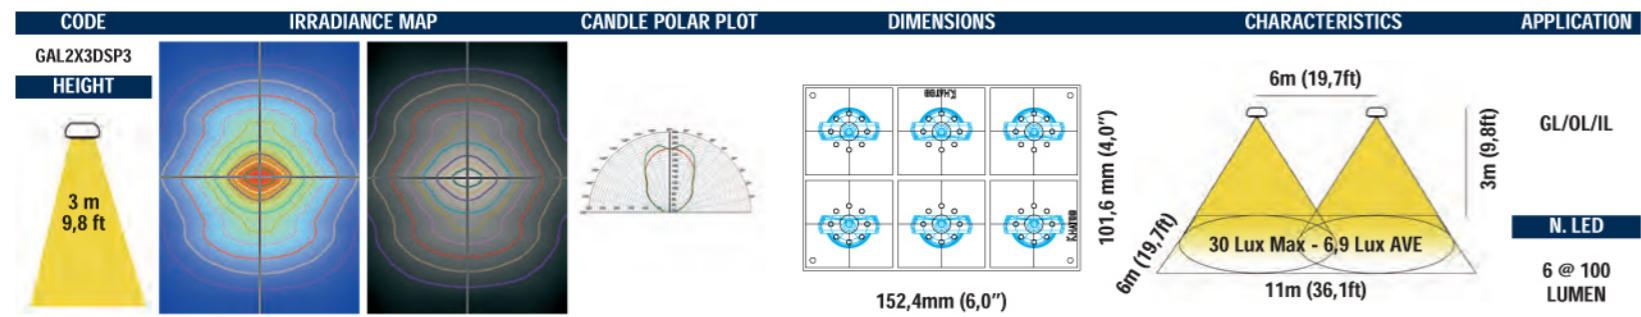 CODE
IRRADIANCE MAP
CANDLE POLAR PLOT
DIMENSIONS
CHARACTERISTICS
APPLICATION
GAL2X3DSP3
HEIGHT
3 m
9,8 ft
KHATOD
KHATOD
101,6 mm (4,0”)
152,4mm (6,0”)
6m (19,7ft)
3m (9,8ft)
6m (19,7ft)
30 Lux Max - 6,9 Lux AVE
11m (36,1ft)
GL/OL/IL
N. LED
6 @ 100
LUMEN